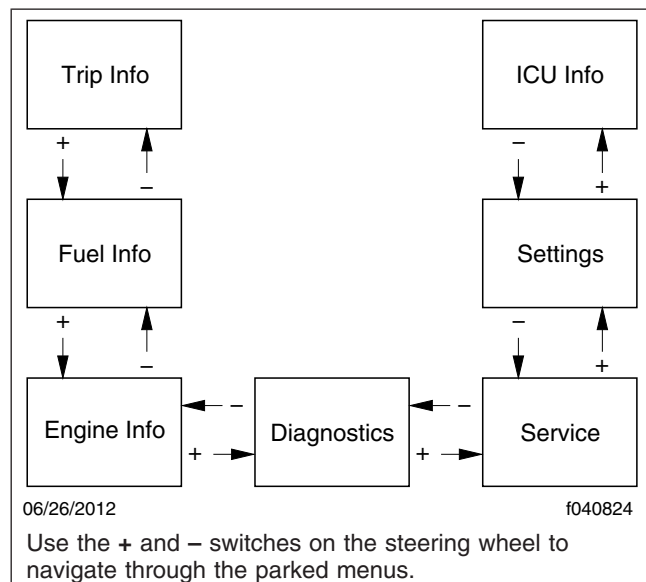 Trip Info
ICU Info
+
–
–
+
Fuel Info
Settings
+
–
–
+
Engine Info
–
+
Diagnostics
–
+
Service
06/26/2012
f040824
Use the + and – switches on the steering wheel to
navigate through the parked menus.